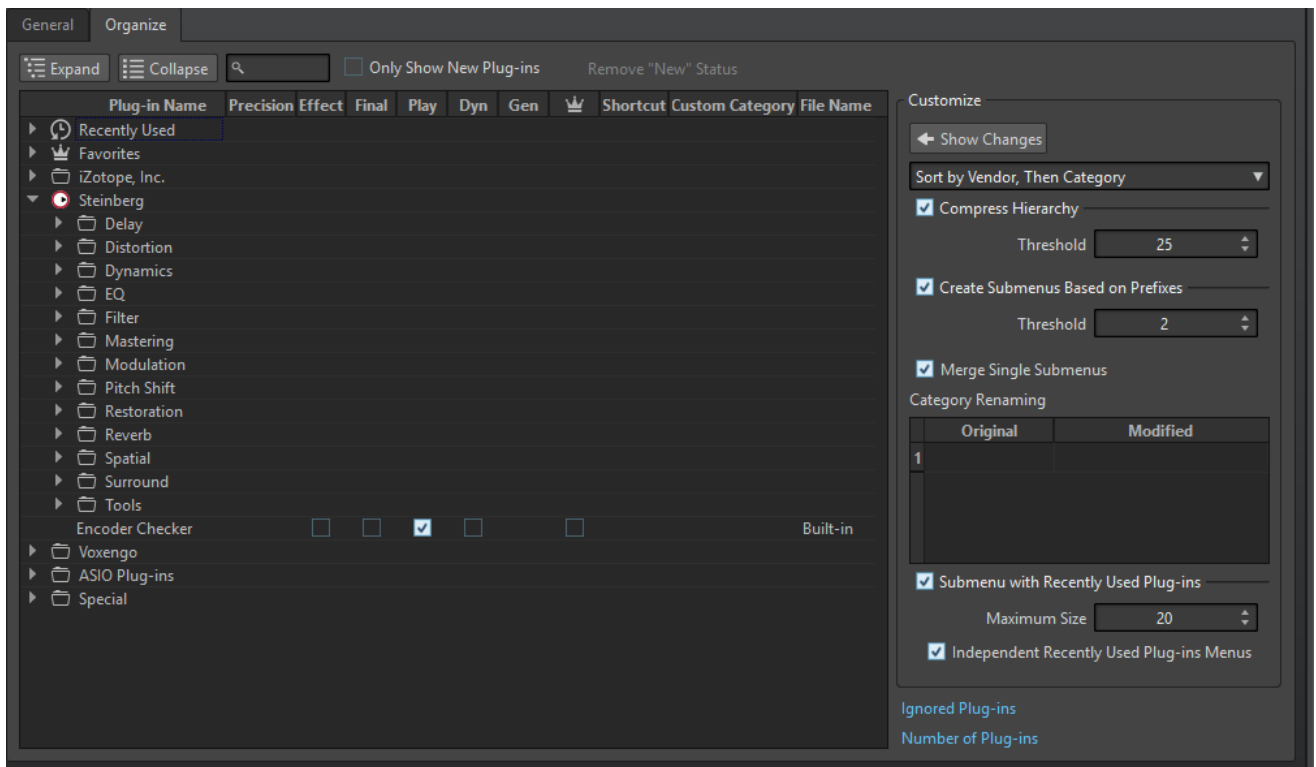 General Organize
Expand Collapse Only Show New Plug-ins Remove "New" Status
Plug-in Name Precision Effect Final Play Dyn Gen Shortcut Custom Category File Name
Recently Used
Favorites
iZotope, Inc.
Steinberg
Delay
Distortion
Dynamics
EQ
Filter
Mastering
Modulation
Pitch Shift
Restoration
Reverb
Spatial
Surround
Tools
Encoder Checker Built-in
Voxengo
ASIO Plug-ins
Special
Customize
Show Changes
Sort by Vendor, Then Category
Compress Hierarchy
Threshold 25
Create Submenus Based on Prefixes
Threshold 2
Merge Single Submenus
Category Renaming
Original Modified
1
Submenu with Recently Used Plug-ins
Maximum Size 20
Independent Recently Used Plug-ins Menus
Ignored Plug-ins
Number of Plug-ins